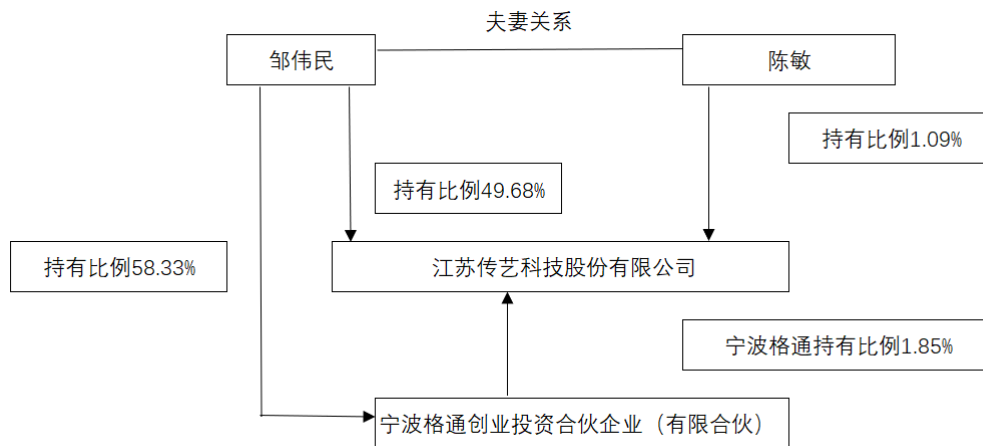 夫妻关系
邹伟民
陈敏
持有比例1.09%
持有比例49.68%
持有比例58.33%
江苏传艺科技股份有限公司
宁波格通持有比例1.85%
宁波格通创业投资合伙企业（有限合伙）